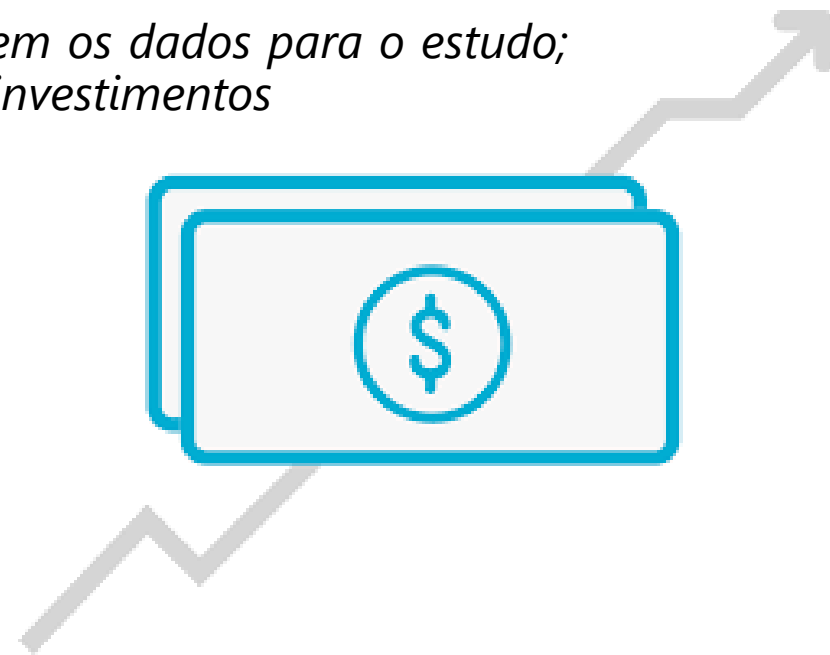 em os dados para o estudo;
investimentos
$